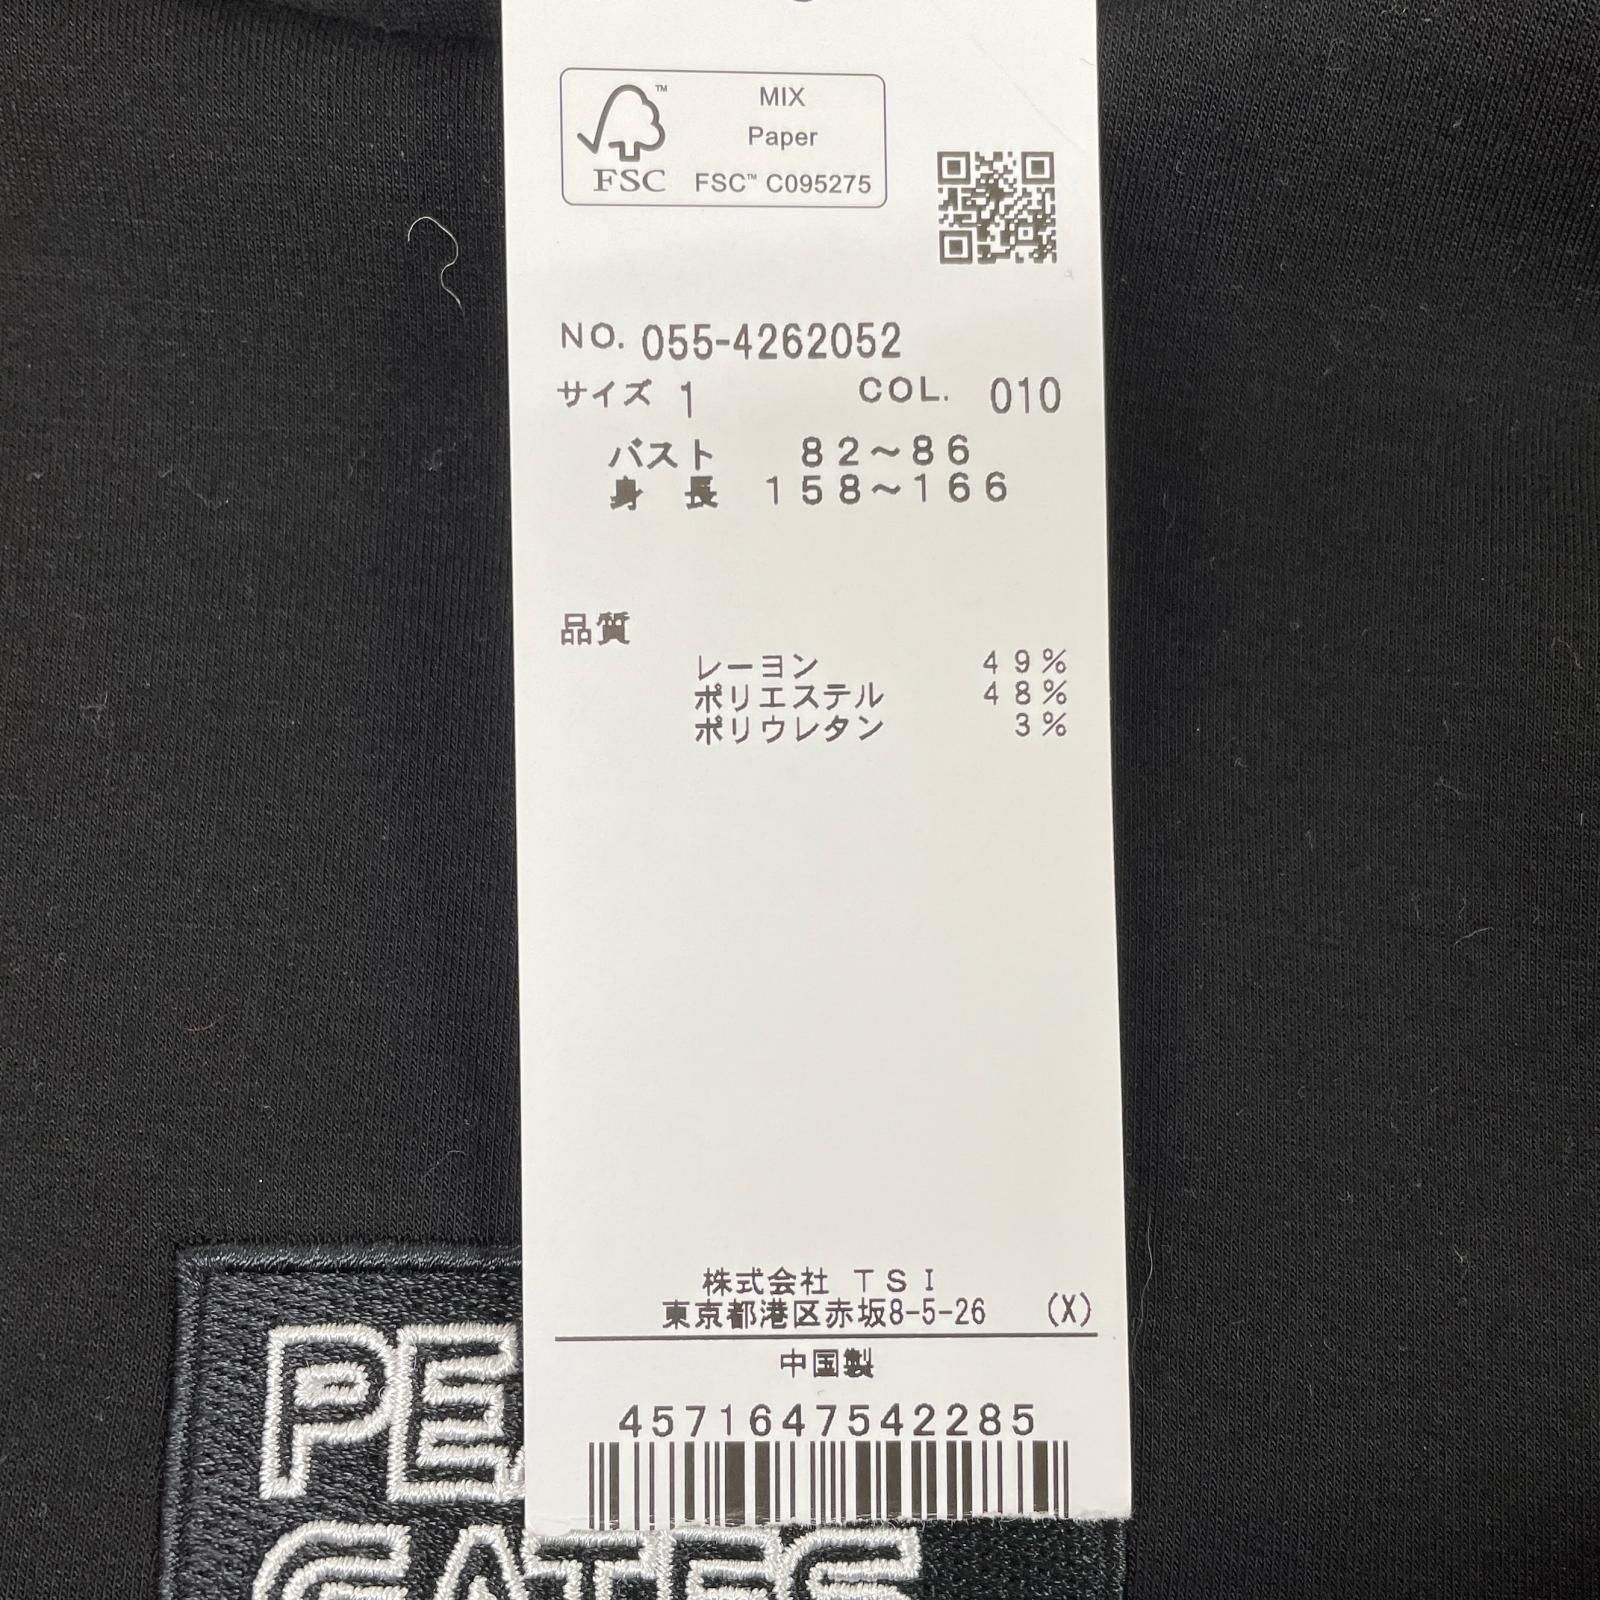 MIX
Paper
FSC™ C095275
™
FSC
NO. 055-4262052
サイズ 1 COL. 010
バスト 82〜86
身 長 158〜166
品質
レーヨン 49%
ポリエステル 48%
ポリウレタン 3%
株式会社 TSI
東京都港区赤坂8-5-26 (X)
中国製
4571647542285
PE
GATES